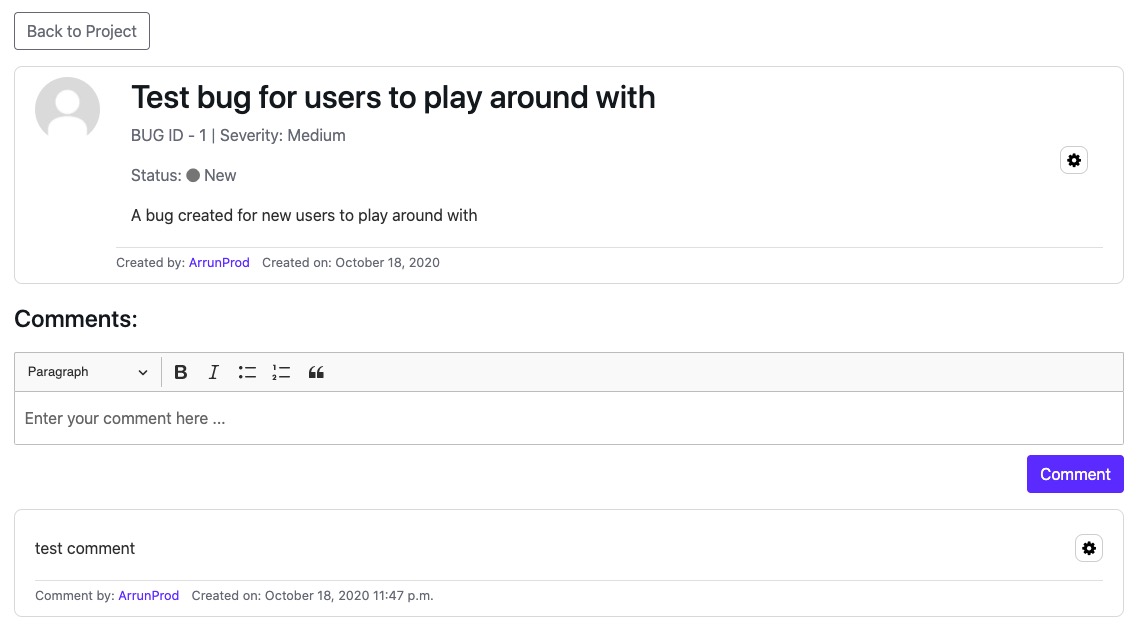 Back to Project
Test bug for users to play around with
BUG ID - 1 | Severity: Medium
Status: New
A bug created for new users to play around with
Created by: ArrunProd Created on: October 18, 2020
Comments:
Paragraph B I
Enter your comment here ...
Comment
test comment
Comment by: ArrunProd Created on: October 18, 2020 11:47 p.m.